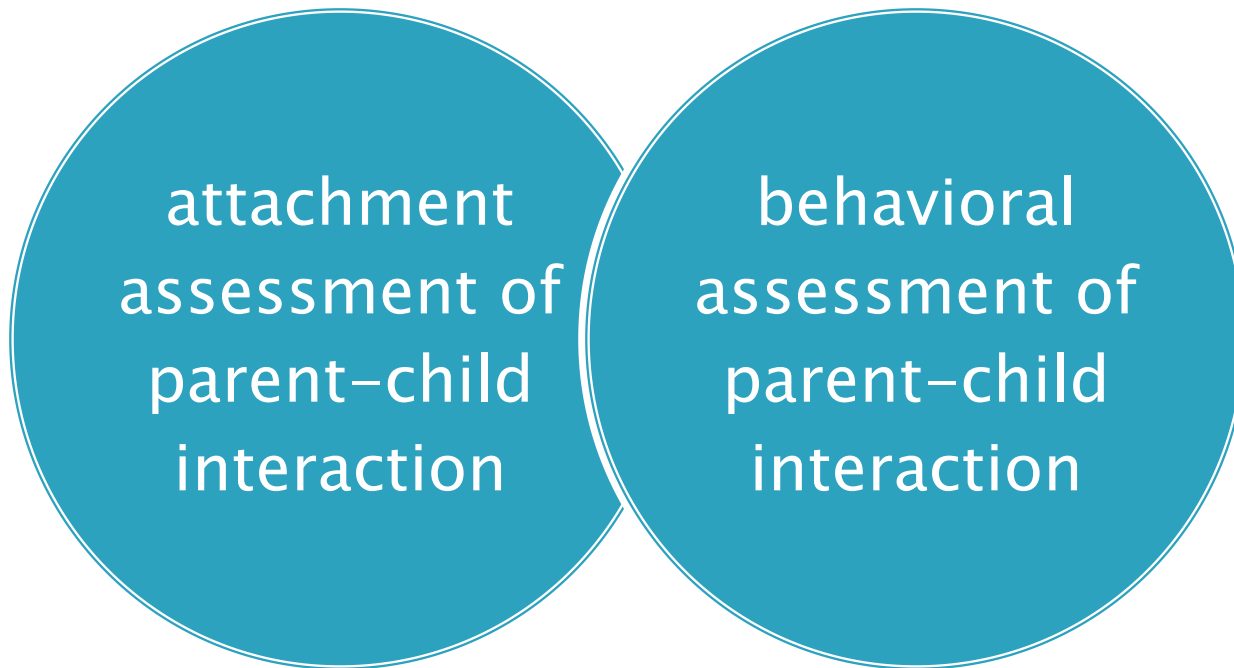 attachment
assessment of
parent–child
interaction
behavioral
assessment of
parent–child
interaction